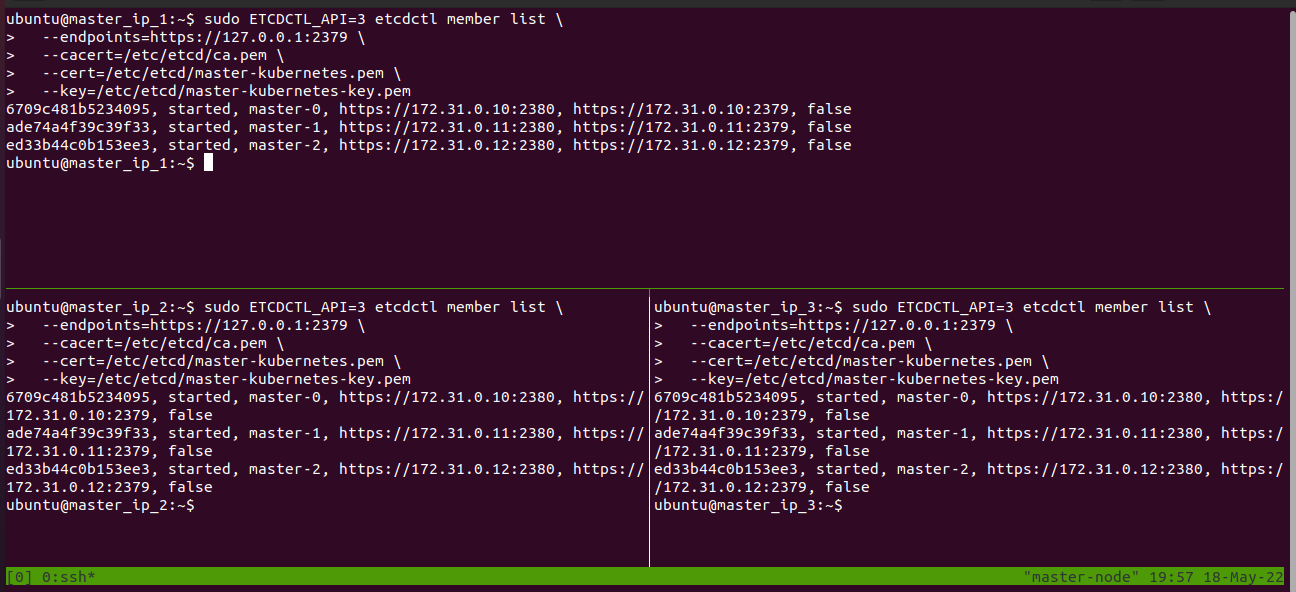 ubuntu@master_ip_1:~$ sudo ETCDCTL_API=3 etcdctl member list \
>   --endpoints=https://127.0.0.1:2379 \
>   --cacert=/etc/etcd/ca.pem \
>   --cert=/etc/etcd/master-kubernetes.pem \
>   --key=/etc/etcd/master-kubernetes-key.pem
6709c481b5234095, started, master-0, https://172.31.0.10:2380, https://172.31.0.10:2379, false
ade74a4f39c39f33, started, master-1, https://172.31.0.11:2380, https://172.31.0.11:2379, false
ed33b44c0b153ee3, started, master-2, https://172.31.0.12:2380, https://172.31.0.12:2379, false
ubuntu@master_ip_1:~$
ubuntu@master_ip_2:~$ sudo ETCDCTL_API=3 etcdctl member list \
>   --endpoints=https://127.0.0.1:2379 \
>   --cacert=/etc/etcd/ca.pem \
>   --cert=/etc/etcd/master-kubernetes.pem \
>   --key=/etc/etcd/master-kubernetes-key.pem
6709c481b5234095, started, master-0, https://172.31.0.10:2380, https://
172.31.0.10:2379, false
ade74a4f39c39f33, started, master-1, https://172.31.0.11:2380, https://
172.31.0.11:2379, false
ed33b44c0b153ee3, started, master-2, https://172.31.0.12:2380, https://
172.31.0.12:2379, false
ubuntu@master_ip_2:~$
ubuntu@master_ip_3:~$ sudo ETCDCTL_API=3 etcdctl member list \
>   --endpoints=https://127.0.0.1:2379 \
>   --cacert=/etc/etcd/ca.pem \
>   --cert=/etc/etcd/master-kubernetes.pem \
>   --key=/etc/etcd/master-kubernetes-key.pem
6709c481b5234095, started, master-0, https://172.31.0.10:2380, https:/
/172.31.0.10:2379, false
ade74a4f39c39f33, started, master-1, https://172.31.0.11:2380, https:/
/172.31.0.11:2379, false
ed33b44c0b153ee3, started, master-2, https://172.31.0.12:2380, https:/
/172.31.0.12:2379, false
ubuntu@master_ip_3:~$
[0] 0:ssh* "master-node" 19:57 18-May-22